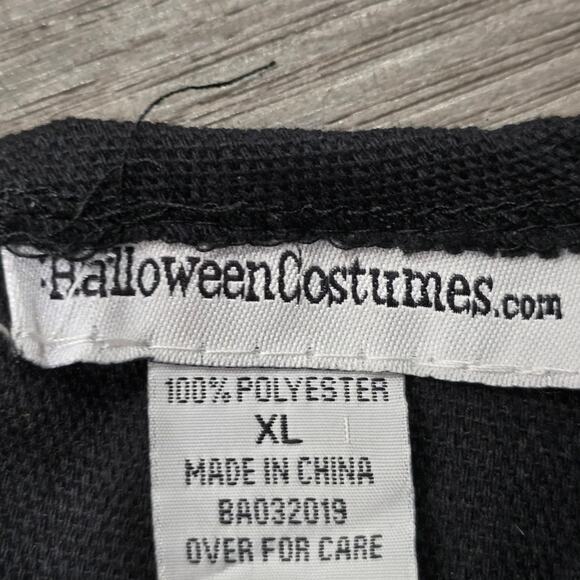 HalloweenCostumes.com
100% POLYESTER
XL
MADE IN CHINA
BA032019
OVER FOR CARE